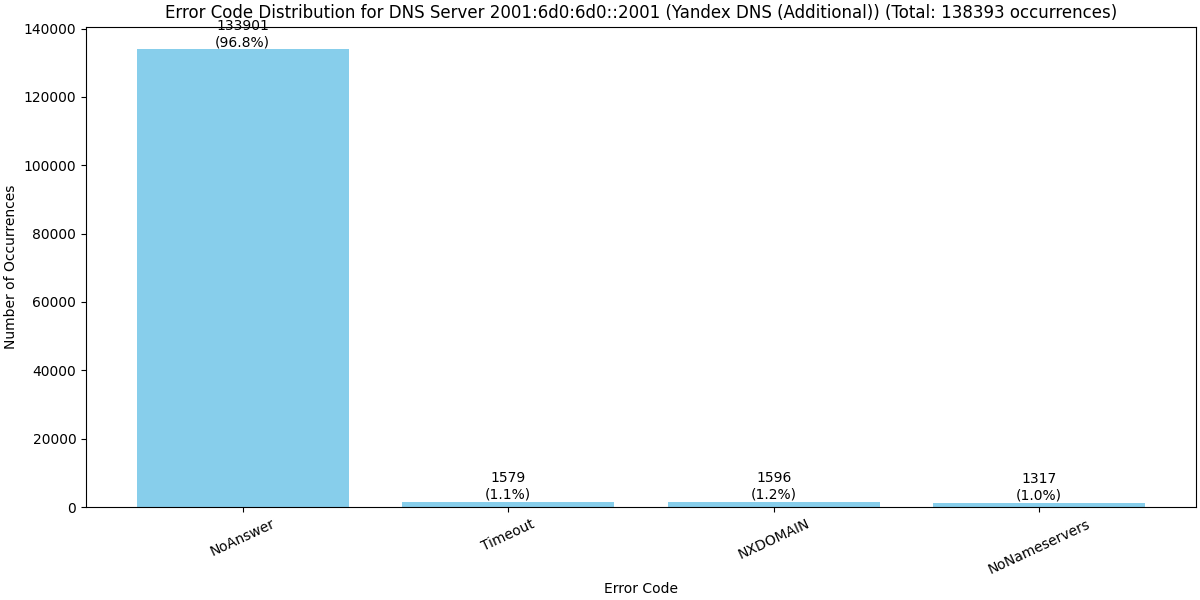 Error Code Distribution for DNS Server 2001:6d0:6d0::2001 (Yandex DNS (Additional)) (Total: 138393 occurrences)
140000
120000
100000
80000
60000
40000
20000
0
Number of Occurrences
133901
(96.8%)
1579
(1.1%)
1596
(1.2%)
1317
(1.0%)
NoAnswer
Timeout
NXDOMAIN
NoNameservers
Error Code